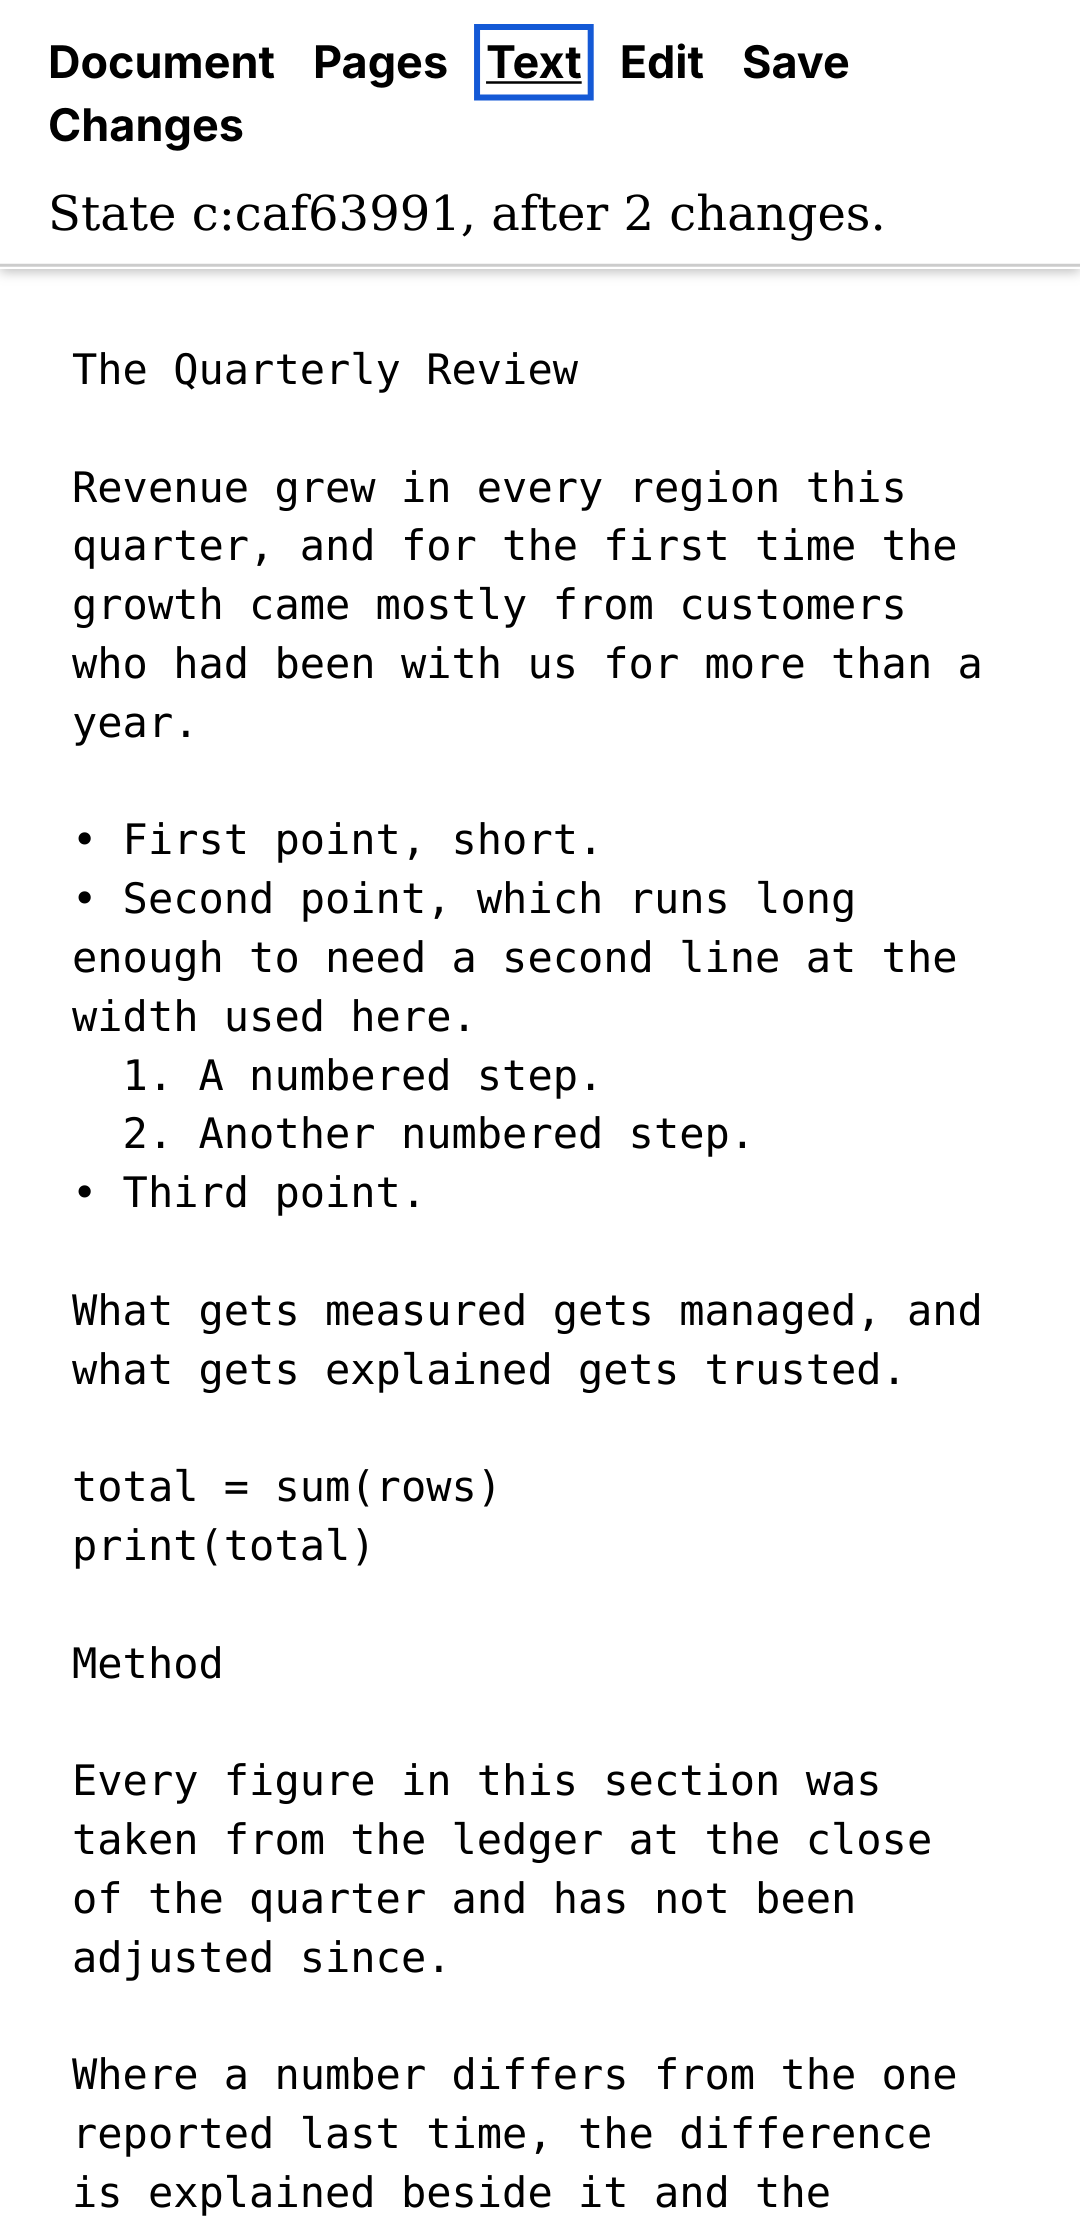 Document Pages Text Edit Save
Changes
State c:caf63991, after 2 changes.
The Quarterly Review
Revenue grew in every region this
quarter, and for the first time the
growth came mostly from customers
who had been with us for more than a
year.
• First point, short.
• Second point, which runs long
enough to need a second line at the
width used here.
1. A numbered step.
2. Another numbered step.
• Third point.
What gets measured gets managed, and
what gets explained gets trusted.
total = sum(rows)
print(total)
Method
Every figure in this section was
taken from the ledger at the close
of the quarter and has not been
adjusted since.
Where a number differs from the one
reported last time, the difference
is explained beside it and the